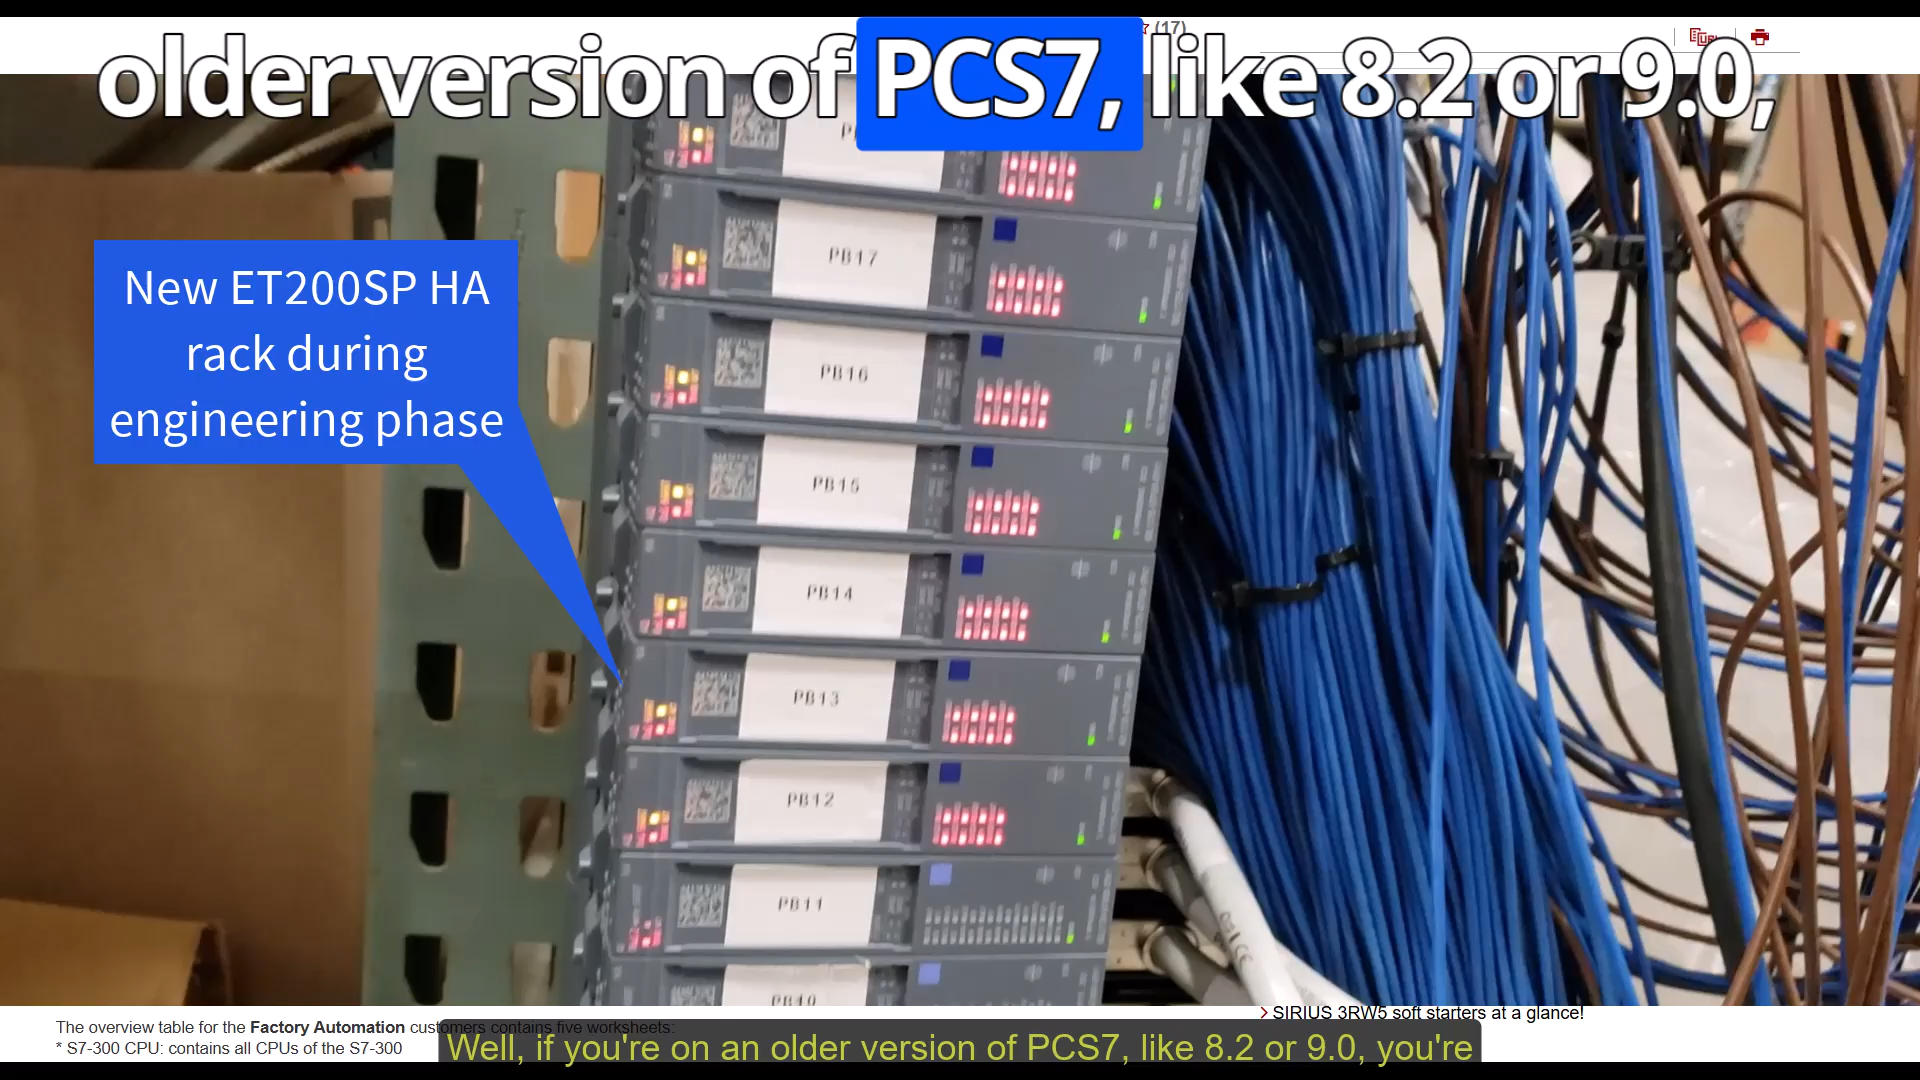 (17)
older version of PCS7, like 8.2 or 9.0,
New ET200SP HA
rack during
engineering phase
PB17
PB16
PB15
PB14
PB13
PB12
PB11
PB10
> SIRIUS 3RW5 soft starters at a glance!
The overview table for the Factory Automation customers contains five worksheets:
* S7-300 CPU: contains all CPUs of the S7-300
Well, if you're on an older version of PCS7, like 8.2 or 9.0, you're